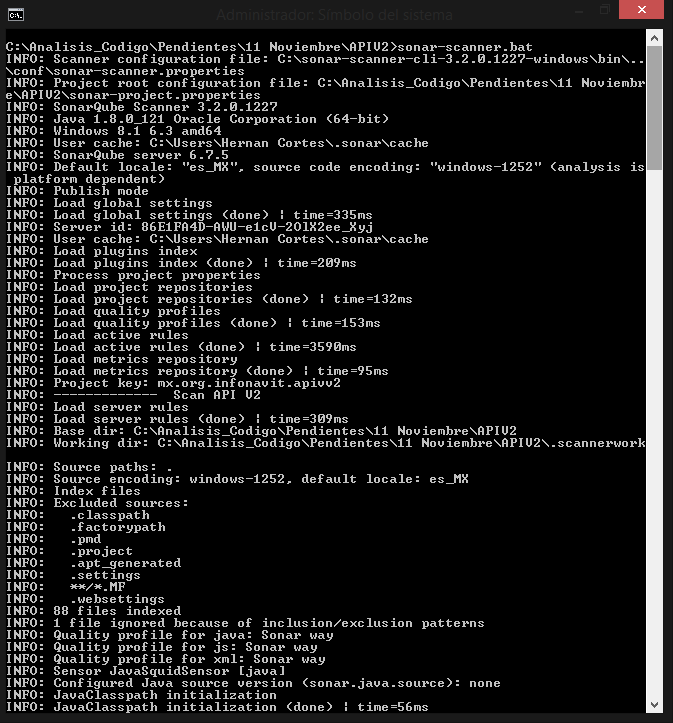 Administrador: Símbolo del sistema
C:\Analisis_Codigo\Pendientes\11 Noviembre\APIV2>sonar-scanner.bat
INFO: Scanner configuration file: C:\sonar-scanner-cli-3.2.0.1227-windows\bin\..
\conf\sonar-scanner.properties
INFO: Project root configuration file: C:\Analisis_Codigo\Pendientes\11 Noviembr
e\APIV2\sonar-project.properties
INFO: SonarQube Scanner 3.2.0.1227
INFO: Java 1.8.0_121 Oracle Corporation (64-bit)
INFO: Windows 8.1 6.3 amd64
INFO: User cache: C:\Users\Hernan Cortes\.sonar\cache
INFO: SonarQube server 6.7.5
INFO: Default locale: "es_MX", source code encoding: "windows-1252" (analysis is
 platform dependent)
INFO: Publish mode
INFO: Load global settings
INFO: Load global settings (done) | time=335ms
INFO: Server id: 86E1FA4D-AWU-e1cV-2OlX2ee_Xyj
INFO: User cache: C:\Users\Hernan Cortes\.sonar\cache
INFO: Load plugins index
INFO: Load plugins index (done) | time=209ms
INFO: Process project properties
INFO: Load project repositories
INFO: Load project repositories (done) | time=132ms
INFO: Load quality profiles
INFO: Load quality profiles (done) | time=153ms
INFO: Load active rules
INFO: Load active rules (done) | time=3590ms
INFO: Load metrics repository
INFO: Load metrics repository (done) | time=95ms
INFO: Project key: mx.org.infonavit.apivv2
INFO: -------------  Scan API V2
INFO: Load server rules
INFO: Load server rules (done) | time=309ms
INFO: Base dir: C:\Analisis_Codigo\Pendientes\11 Noviembre\APIV2
INFO: Working dir: C:\Analisis_Codigo\Pendientes\11 Noviembre\APIV2\.scannerwork
INFO: Source paths: .
INFO: Source encoding: windows-1252, default locale: es_MX
INFO: Index files
INFO: Excluded sources:
INFO:   .classpath
INFO:   .factorypath
INFO:   .pmd
INFO:   .project
INFO:   .apt_generated
INFO:   .settings
INFO:   **/*.MF
INFO:   .websettings
INFO: 88 files indexed
INFO: 1 file ignored because of inclusion/exclusion patterns
INFO: Quality profile for java: Sonar way
INFO: Quality profile for js: Sonar way
INFO: Quality profile for xml: Sonar way
INFO: Sensor JavaSquidSensor [java]
INFO: Configured Java source version (sonar.java.source): none
INFO: JavaClasspath initialization
INFO: JavaClasspath initialization (done) | time=56ms